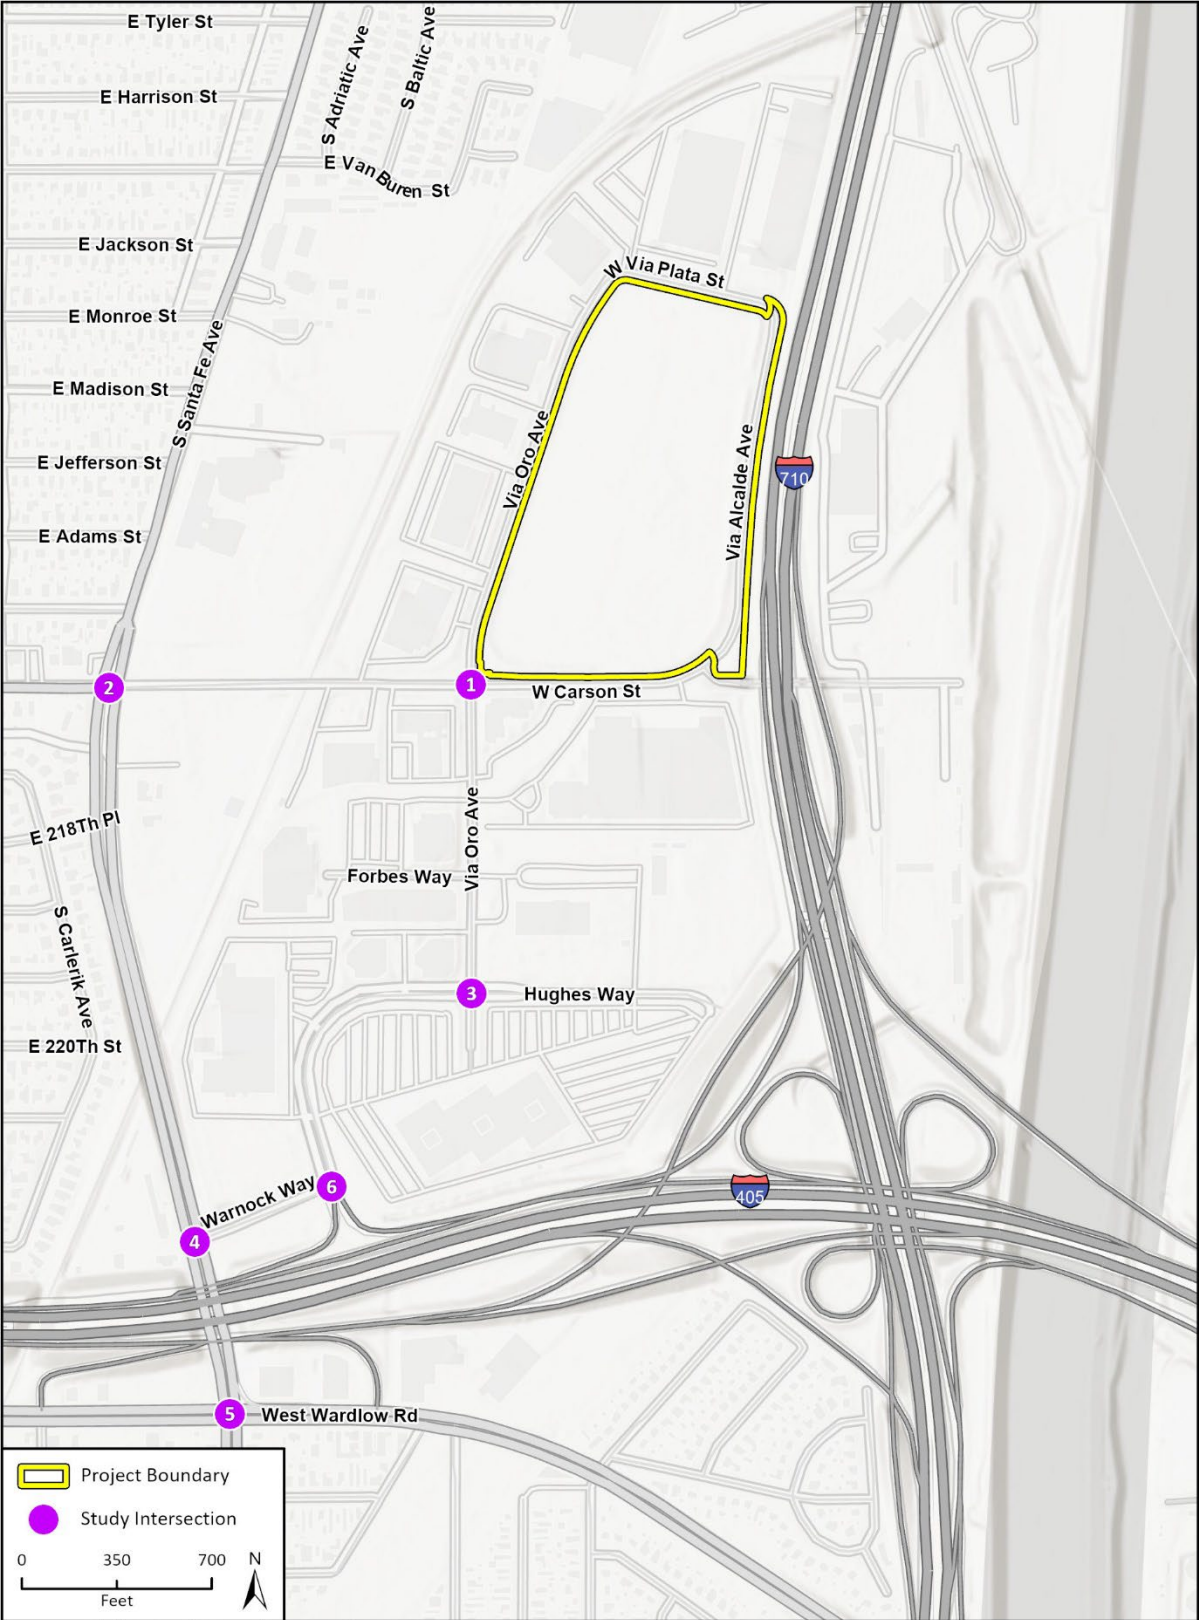 E Tyler St
S Adriatic Ave
S Baltic Ave
E Harrison St
E Van Buren St
E Jackson St
W Via Plata St
E Monroe St
S Santa Fe Ave
E Madison St
Via Oro Ave
Via Alcalde Ave
E Jefferson St
710
E Adams St
2
1
W Carson St
E 218Th Pl
Via Oro Ave
Forbes Way
S Carlerik Ave
3
Hughes Way
E 220Th St
Warnock Way
6
405
4
5
West Wardlow Rd
Project Boundary
Study Intersection
0 350 700
Feet
N